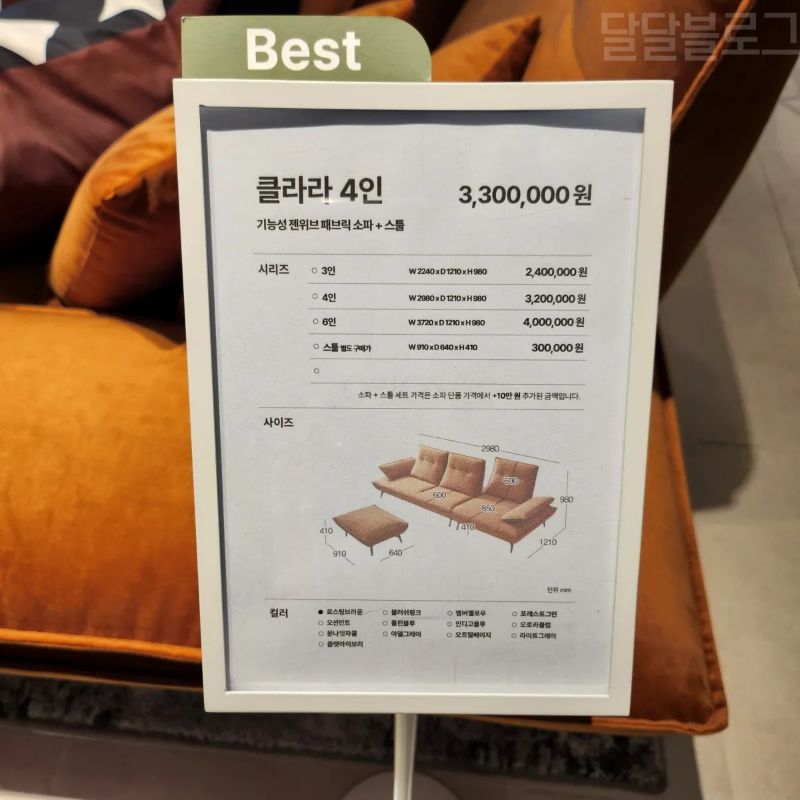 달달블로그
Best
클라라 4인 3,300,000 원
기능성 젠위브 패브릭 소파 + 스툴
시리즈 ○ 3인 W 2240 x D 1210 x H 980 2,400,000 원
○ 4인 W 2980 x D 1210 x H 980 3,200,000 원
○ 6인 W 3720 x D 1210 x H 980 4,000,000 원
○ 스툴 별도 구매가 W 910 x D 640 x H 410 300,000 원
○
소파 + 스툴 세트 가격은 소파 단품 가격에서 +10만 원 추가된 금액입니다.
사이즈
2980
690
600
980
850
410
410
1210
910
640
단위 mm
컬러 ● 로스팅브라운 ○ 블러쉬핑크 ○ 엠버옐로우 ○ 포레스트그린
○ 오션민트 ○ 돌핀블루 ○ 인디고블루 ○ 오로라플럼
○ 문나잇차콜 ○ 아델그레이 ○ 오트밀베이지 ○ 라이트그레이
○ 플랫아이보리